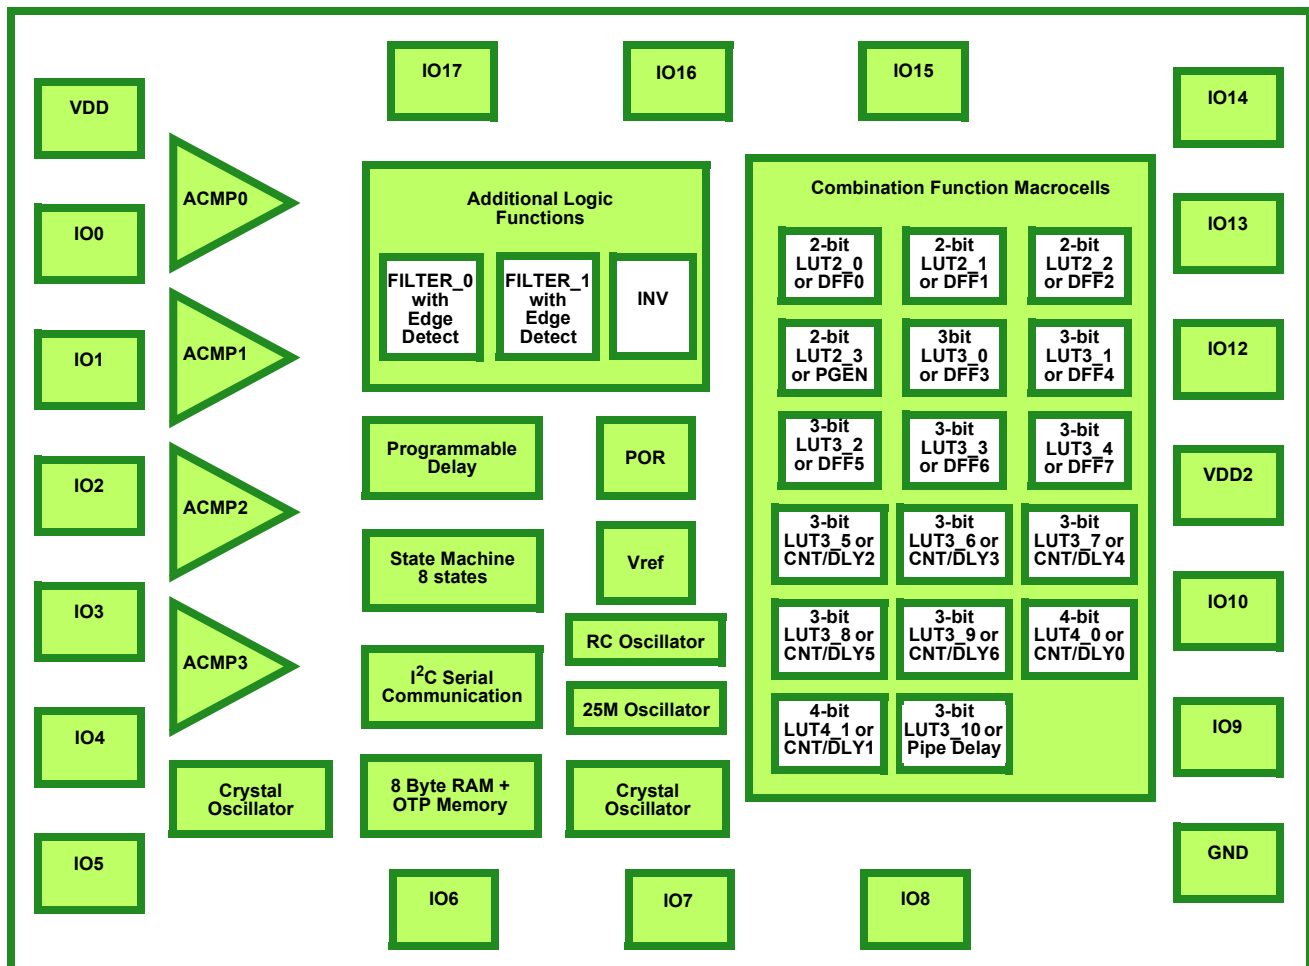 IO17
IO16
IO15
IO14
VDD
IO0
IO1
IO2
IO3
IO4
IO5
ACMP0
ACMP1
ACMP2
ACMP3
Crystal
Oscillator
Additional Logic
Functions
FILTER_0
with
Edge
Detect
FILTER_1
with
Edge
Detect
INV
Programmable
Delay
POR
State Machine
8 states
Vref
RC Oscillator
I²C Serial
Communication
25M Oscillator
8 Byte RAM +
OTP Memory
Crystal
Oscillator
Combination Function Macrocells
2-bit
LUT2_0
or DFF0
2-bit
LUT2_1
or DFF1
2-bit
LUT2_2
or DFF2
2-bit
LUT2_3
or PGEN
3bit
LUT3_0
or DFF3
3-bit
LUT3_1
or DFF4
3-bit
LUT3_2
or DFF5
3-bit
LUT3_3
or DFF6
3-bit
LUT3_4
or DFF7
3-bit
LUT3_5 or
CNT/DLY2
3-bit
LUT3_6 or
CNT/DLY3
3-bit
LUT3_7 or
CNT/DLY4
3-bit
LUT3_8 or
CNT/DLY5
3-bit
LUT3_9 or
CNT/DLY6
4-bit
LUT4_0 or
CNT/DLY0
4-bit
LUT4_1 or
CNT/DLY1
3-bit
LUT3_10 or
Pipe Delay
IO13
IO12
VDD2
IO10
IO9
GND
IO6
IO7
IO8